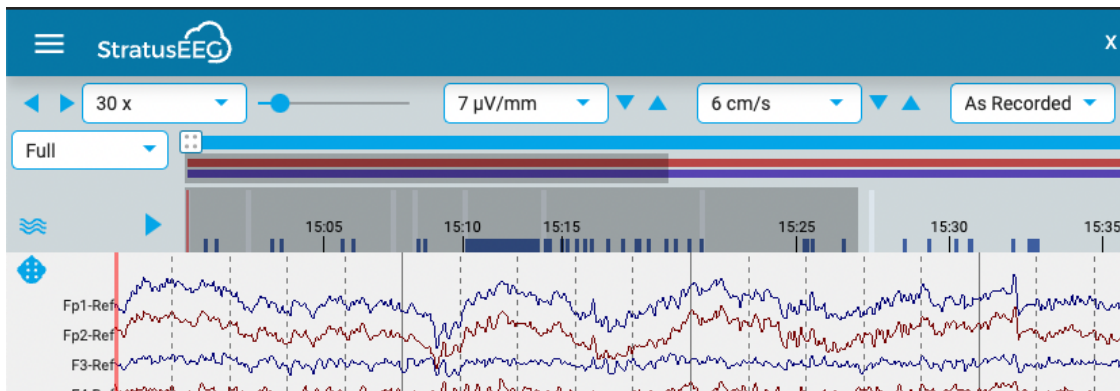 StratusEEG
X
30 x
7 µV/mm
6 cm/s
As Recorded
Full
15:05
15:10
15:15
15:25
15:30
15:35
Fp1-Ref
Fp2-Ref
F3-Ref